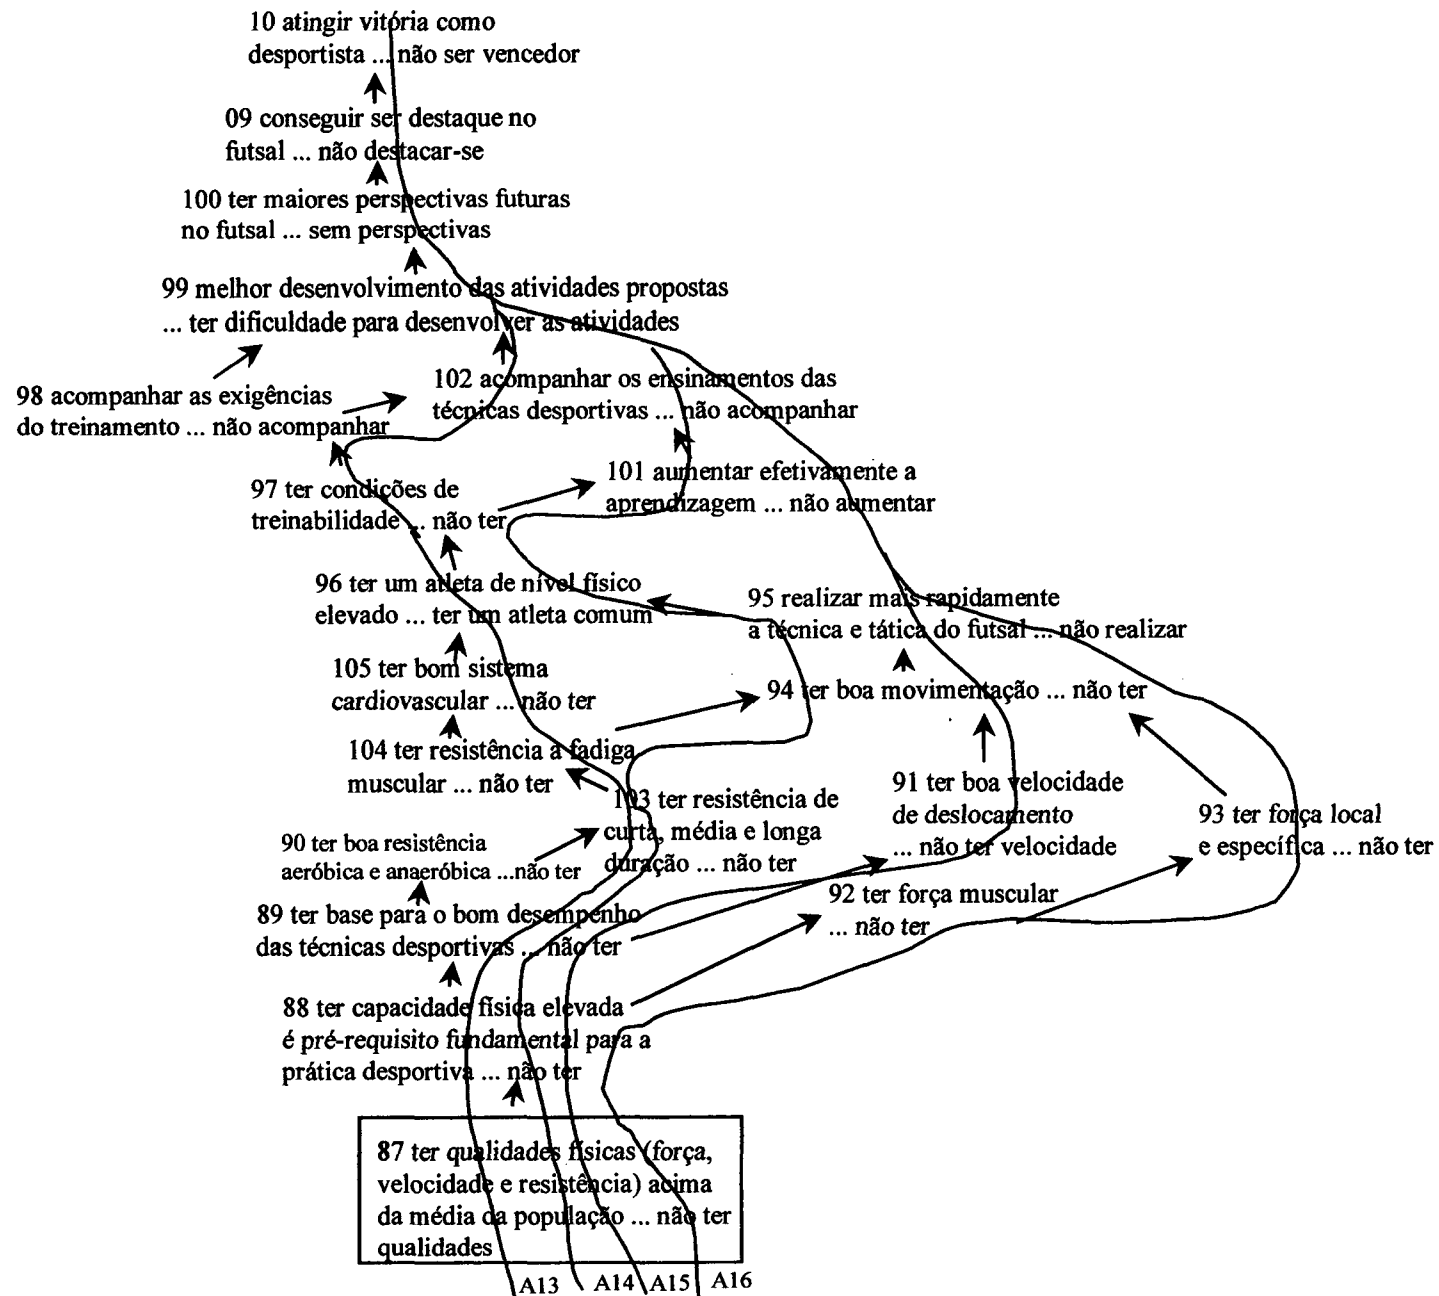 10 atingir vitória como
desportista ... não ser vencedor
09 conseguir ser destaque no
futsal ... não destacar-se
100 ter maiores perspectivas futuras
no futsal ... sem perspectivas
99 melhor desenvolvimento das atividades propostas
... ter dificuldade para desenvolver as atividades
98 acompanhar as exigências
do treinamento ... não acompanhar
102 acompanhar os ensinamentos das
técnicas desportivas ... não acompanhar
97 ter condições de
treinabilidade ... não ter
101 aumentar efetivamente a
aprendizagem ... não aumentar
96 ter um atleta de nível físico
elevado ... ter um atleta comum
95 realizar mais rapidamente
a técnica e tática do futsal ... não realizar
105 ter bom sistema
cardiovascular ... não ter
94 ter boa movimentação ... não ter
104 ter resistência a fadiga
muscular ... não ter
103 ter resistência de
curta, média e longa
duração ... não ter
91 ter boa velocidade
de deslocamento
... não ter velocidade
93 ter força local
e específica ... não ter
90 ter boa resistência
aeróbica e anaeróbica ...não ter
92 ter força muscular
... não ter
89 ter base para o bom desempenho
das técnicas desportivas ... não ter
88 ter capacidade física elevada
é pré-requisito fundamental para a
prática desportiva ... não ter
87 ter qualidades físicas (força,
velocidade e resistência) acima
da média da população ... não ter
qualidades
A13 A14 A15 A16